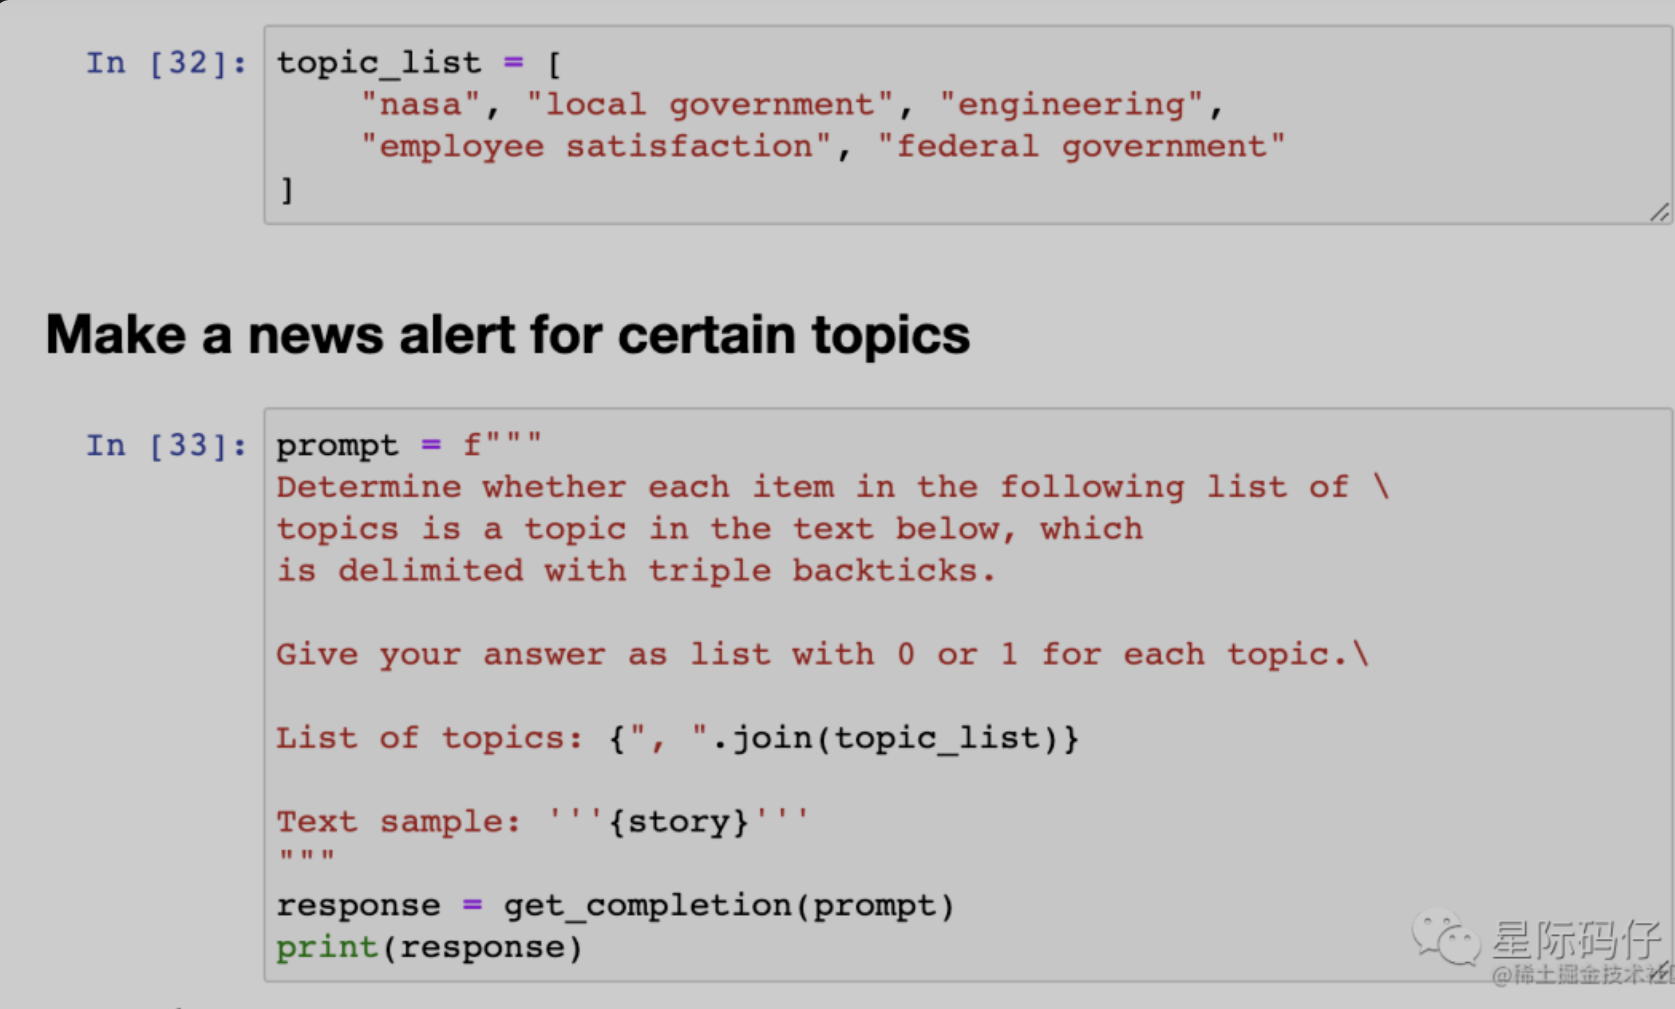 In [32]: topic_list = [
    "nasa", "local government", "engineering",
    "employee satisfaction", "federal government"
]
Make a news alert for certain topics
In [33]: prompt = f"""
Determine whether each item in the following list of \
topics is a topic in the text below, which
is delimited with triple backticks.
Give your answer as list with 0 or 1 for each topic.\
List of topics: {", ".join(topic_list)}
Text sample: '''{story}'''
"""
response = get_completion(prompt)
print(response)
星际码仔
@稀土掘金技术社区